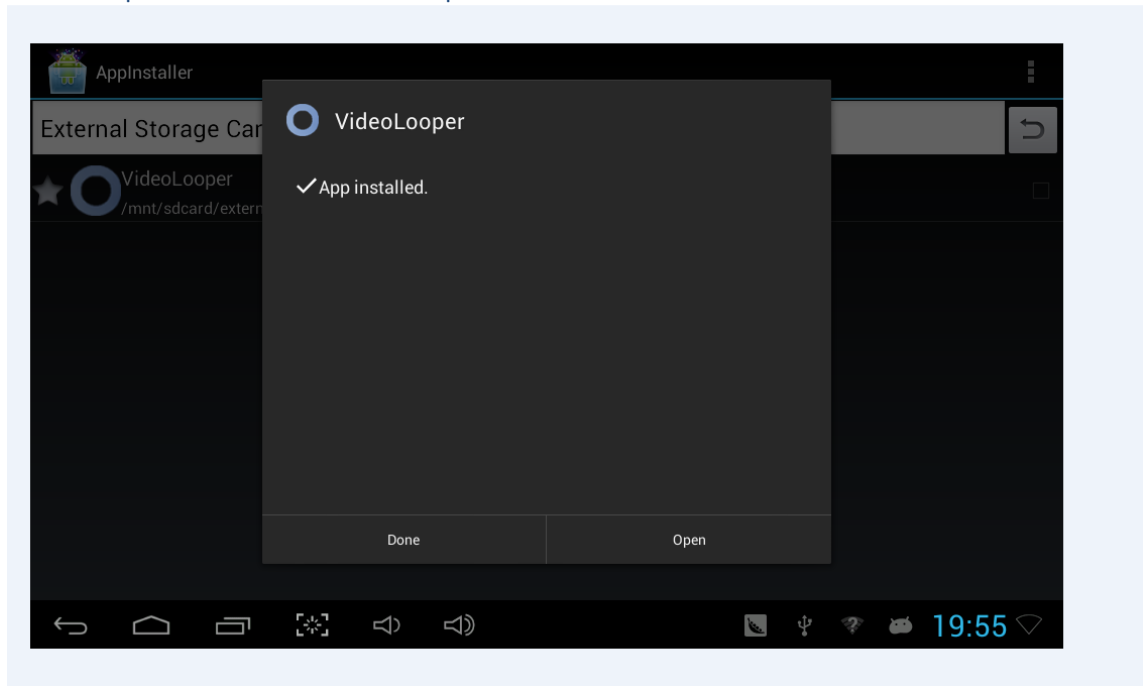 AppInstaller
External Storage Car
VideoLooper
/mnt/sdcard/extern
VideoLooper
App installed.
Done
Open
19:55